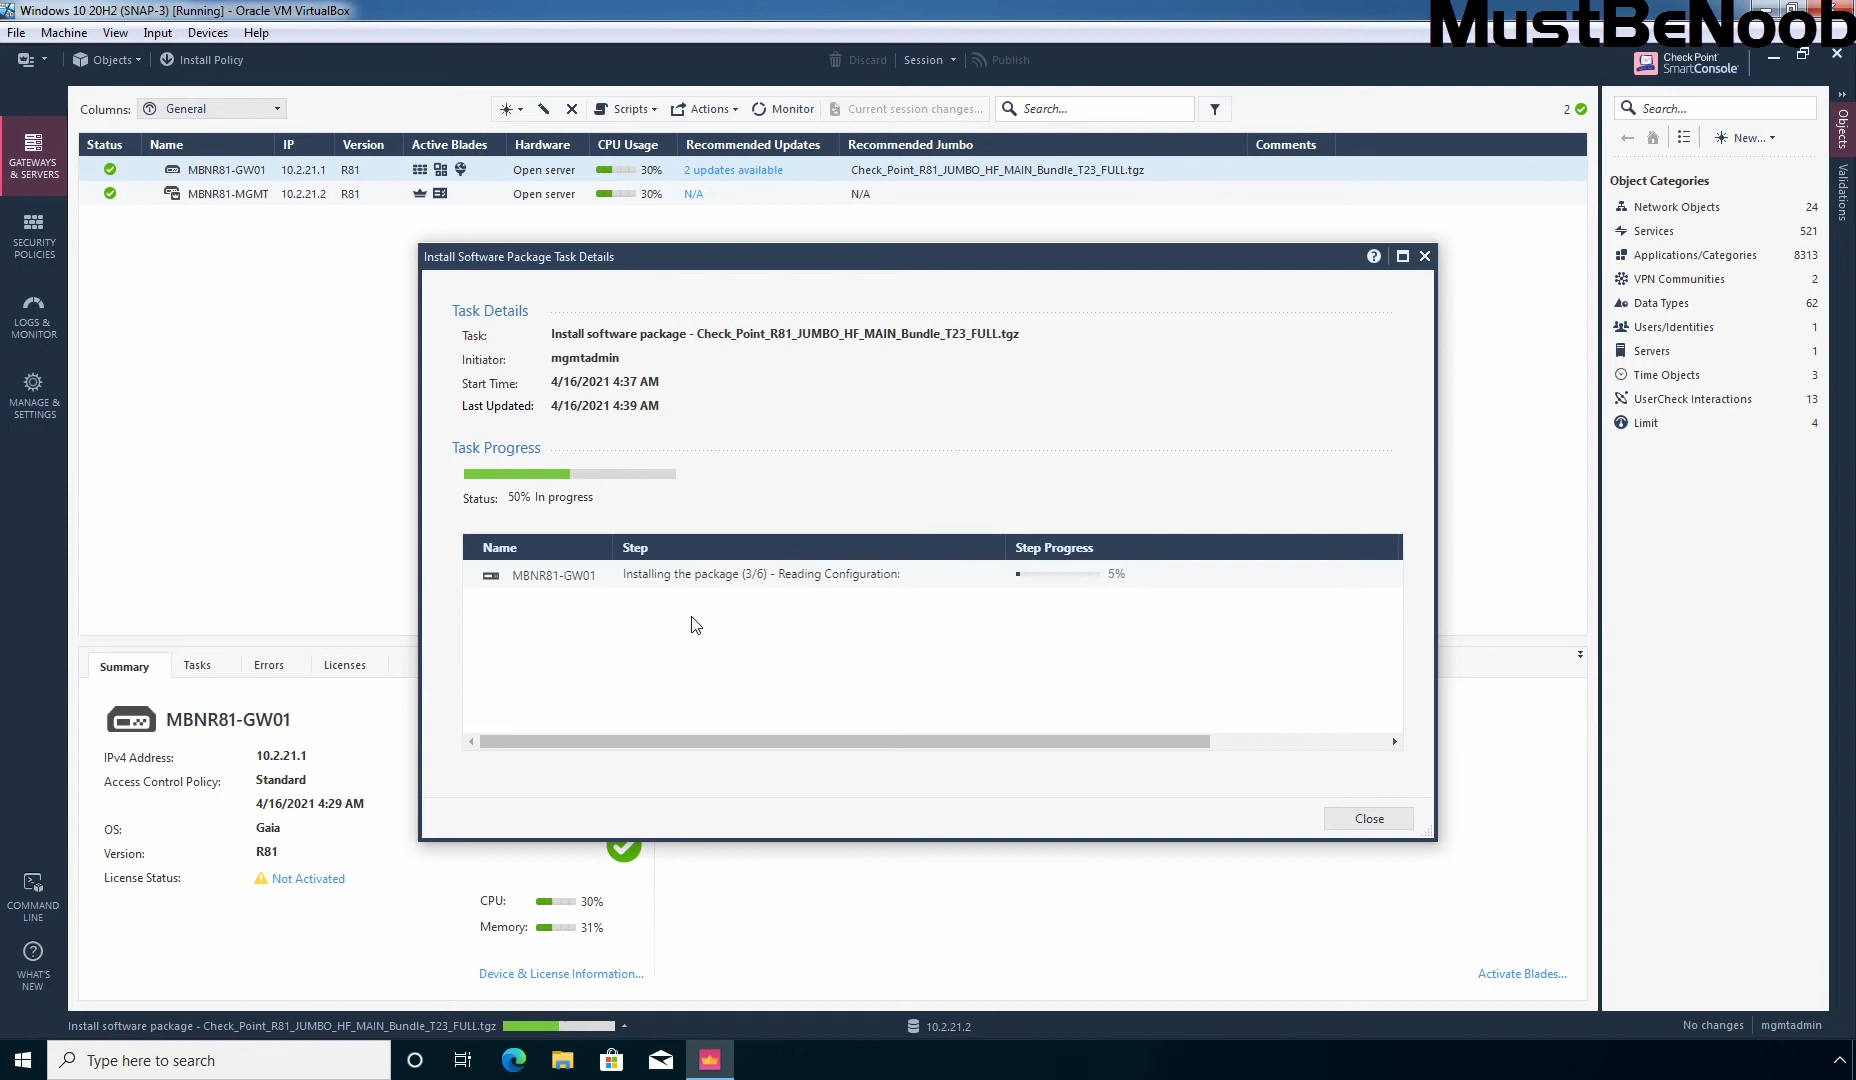 Windows 10 20H2 (SNAP-3) [Running] - Oracle VM VirtualBox
MustBeNoob
File Machine View Input Devices Help
Objects Install Policy Discard Session Publish
Check Point
SmartConsole
Columns: General Scripts Actions Monitor Current session changes... Search... 2
Status Name IP Version Active Blades Hardware CPU Usage Recommended Updates Recommended Jumbo Comments
MBNR81-GW01 10.2.21.1 R81 Open server 30% 2 updates available Check_Point_R81_JUMBO_HF_MAIN_Bundle_T23_FULL.tgz
MBNR81-MGMT 10.2.21.2 R81 Open server 30% N/A N/A
GATEWAYS
& SERVERS
SECURITY
POLICIES
LOGS &
MONITOR
MANAGE &
SETTINGS
COMMAND
LINE
WHAT'S
NEW
Install Software Package Task Details
Task Details
Task: Install software package - Check_Point_R81_JUMBO_HF_MAIN_Bundle_T23_FULL.tgz
Initiator: mgmtadmin
Start Time: 4/16/2021 4:37 AM
Last Updated: 4/16/2021 4:39 AM
Task Progress
Status: 50% In progress
Name Step Step Progress
MBNR81-GW01 Installing the package (3/6) - Reading Configuration: 5%
Close
Summary Tasks Errors Licenses
MBNR81-GW01
IPv4 Address: 10.2.21.1
Access Control Policy: Standard
4/16/2021 4:29 AM
OS: Gaia
Version: R81
License Status: Not Activated
CPU: 30%
Memory: 31%
Device & License Information...
Activate Blades...
Search...
New...
Object Categories
Network Objects 24
Services 521
Applications/Categories 8313
VPN Communities 2
Data Types 62
Users/Identities 1
Servers 1
Time Objects 3
UserCheck Interactions 13
Limit 4
Objects
Validations
Install software package - Check_Point_R81_JUMBO_HF_MAIN_Bundle_T23_FULL.tgz 10.2.21.2 No changes mgmtadmin
Type here to search